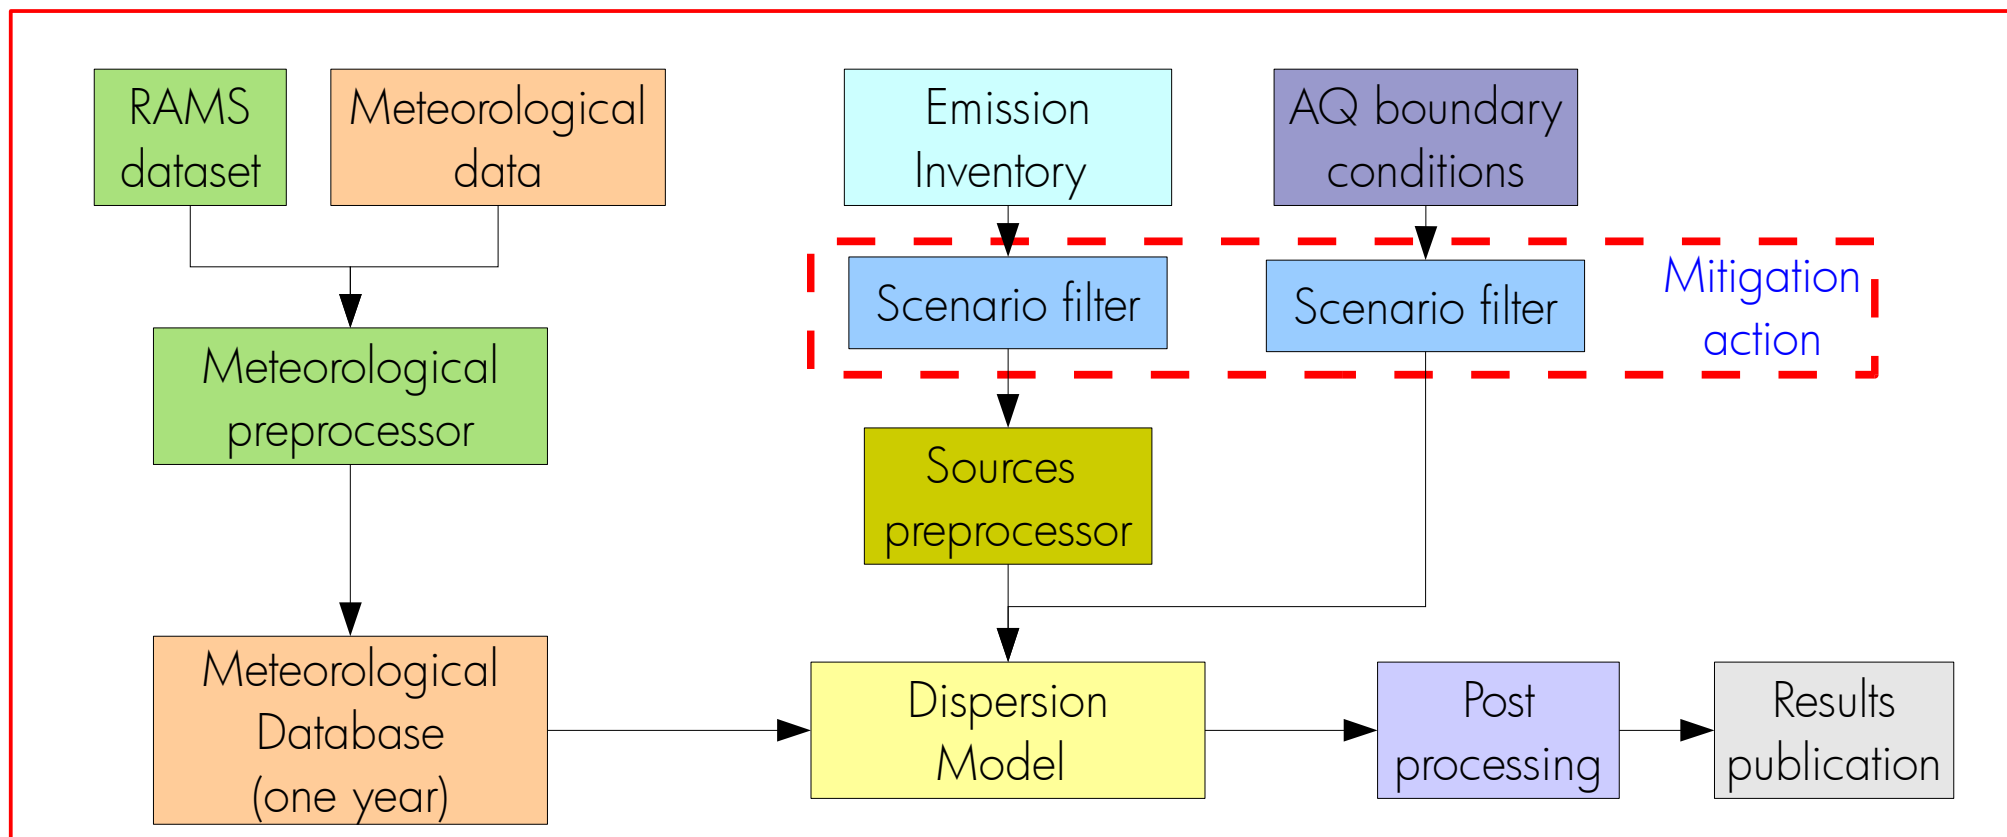 RAMS
dataset
Meteorological
data
Emission
Inventory
AQ boundary
conditions
Scenario filter
Scenario filter
Mitigation
action
Meteorological
preprocessor
Sources
preprocessor
Meteorological
Database
(one year)
Dispersion
Model
Post
processing
Results
publication